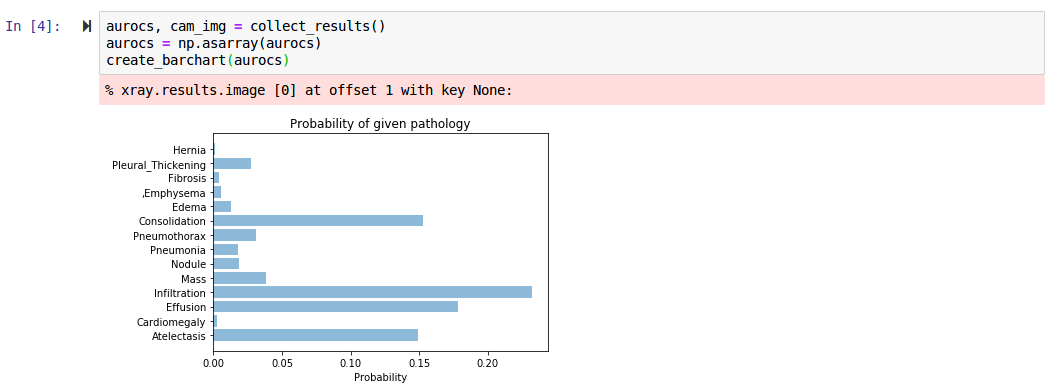 In [4]:
aurocs, cam_img = collect_results()
aurocs = np.asarray(aurocs)
create_barchart(aurocs)
% xray.results.image [0] at offset 1 with key None:
Probability of given pathology
Hernia
Pleural_Thickening
Fibrosis
,Emphysema
Edema
Consolidation
Pneumothorax
Pneumonia
Nodule
Mass
Infiltration
Effusion
Cardiomegaly
Atelectasis
0.00 0.05 0.10 0.15 0.20
Probability